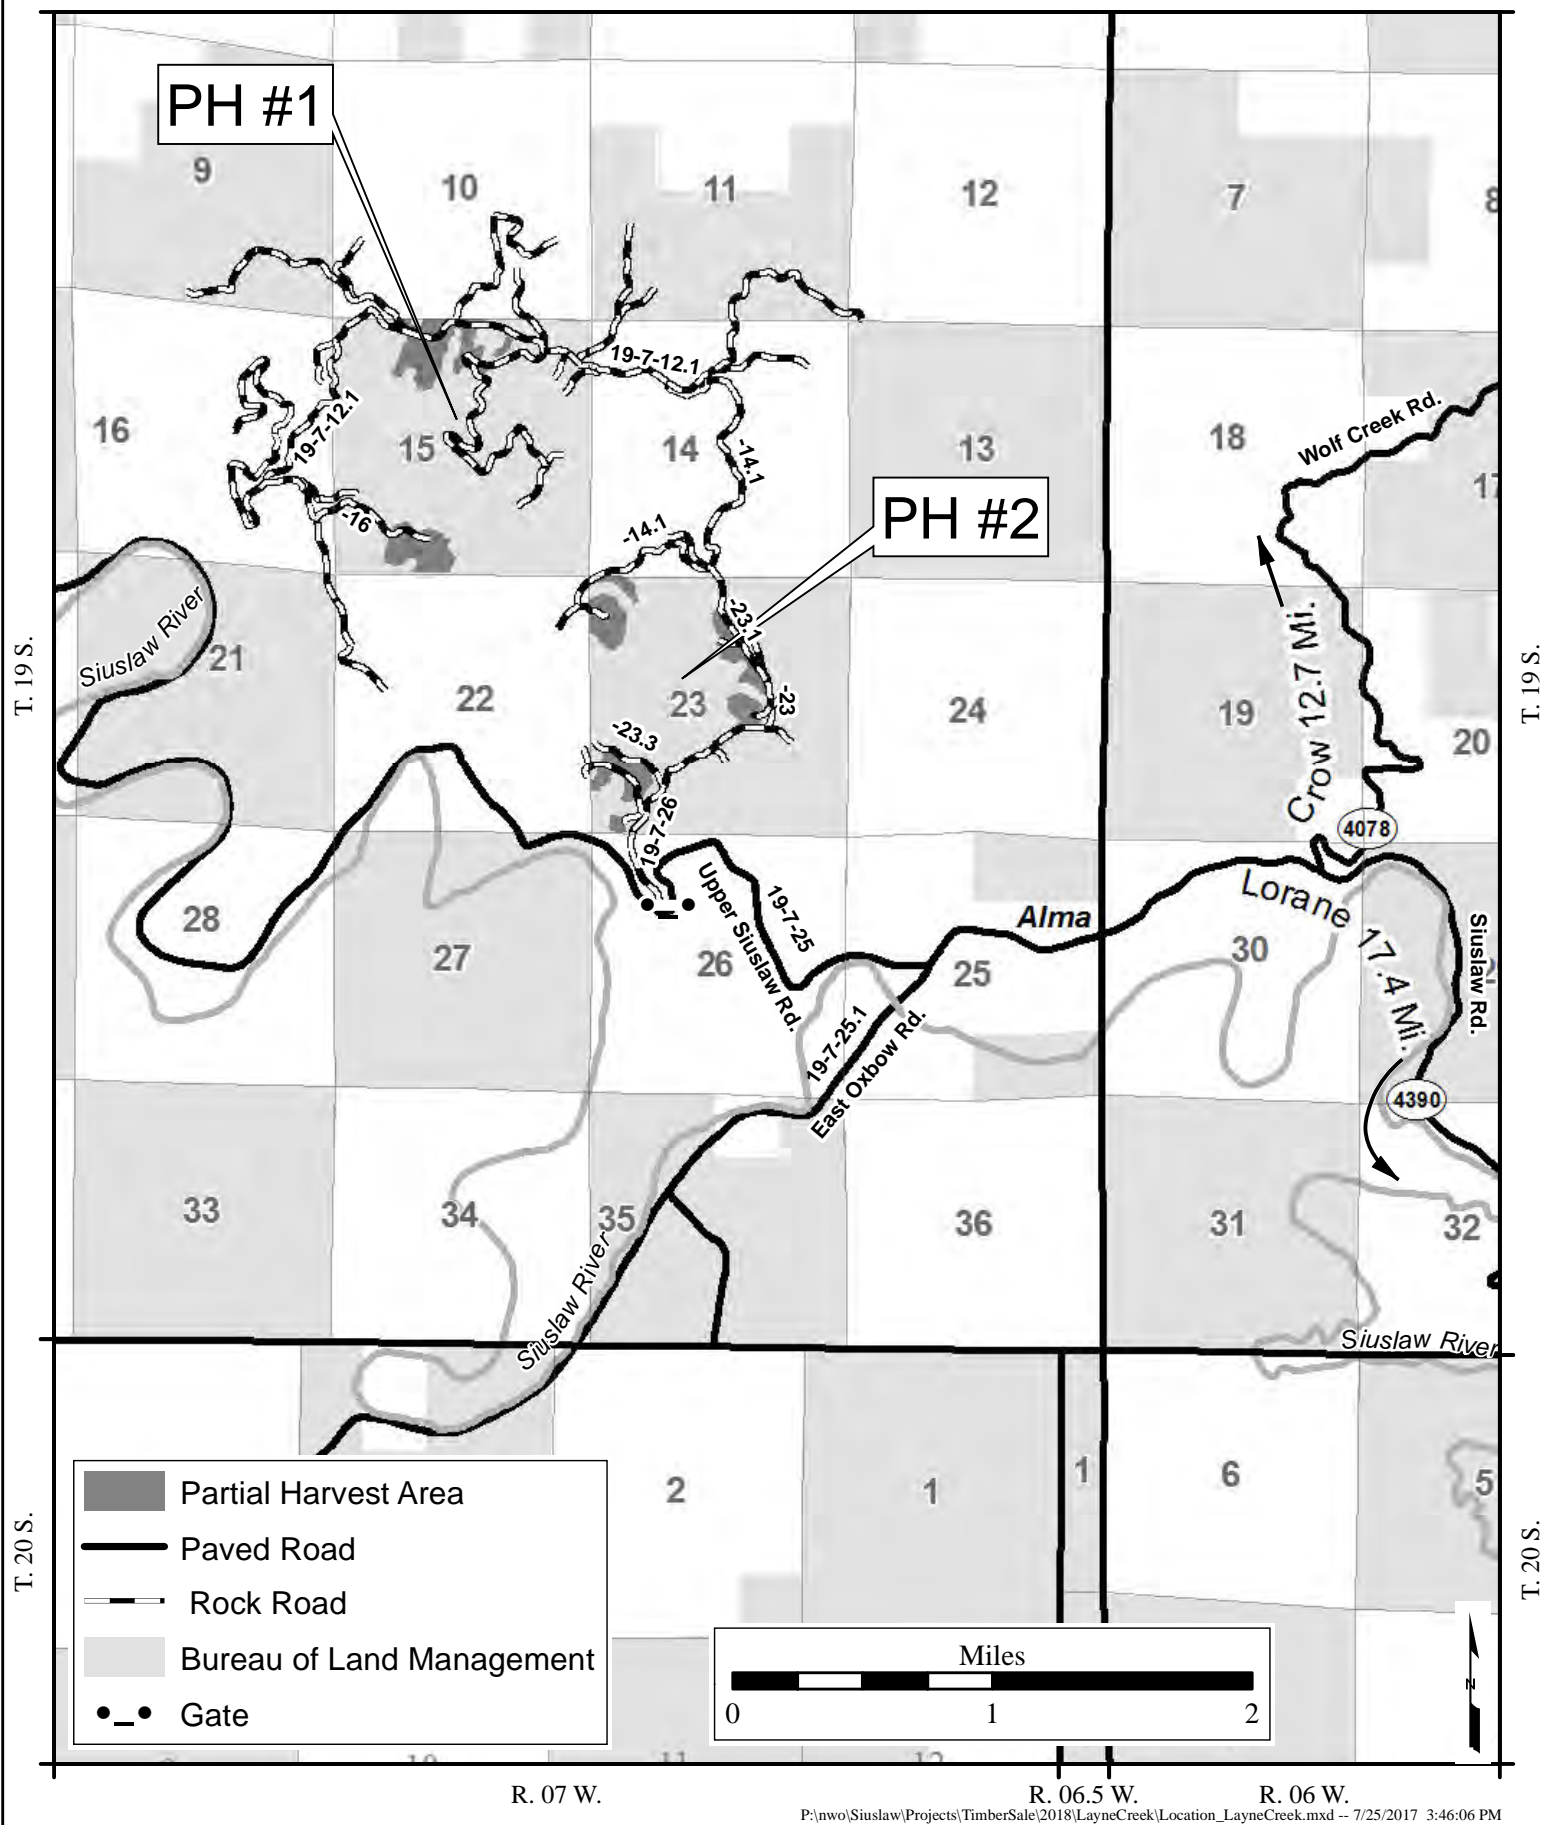 PH #1
9
10
11
12
7
8
19-7-12.1
19-7-12.1
16
15
14
-14.1
13
18
Wolf Creek Rd.
17
-16
-14.1
PH #2
T. 19 S.
Siuslaw River
21
22
-23.1
23
-23
24
19
Crow 12.7 Mi.
20
T. 19 S.
-23.3
19-7-26
4078
28
27
26
Upper Siuslaw Rd.
19-7-25
25
Alma
30
Lorane 17.4 Mi.
Siuslaw Rd.
2
19-7-25.1
East Oxbow Rd.
4390
33
34
35
36
31
32
Siuslaw River
Siuslaw River
2
1
1
6
5
T. 20 S.
T. 20 S.
Partial Harvest Area
Paved Road
Rock Road
Bureau of Land Management
Gate
Miles
0 1 2
N
10 11 12
R. 07 W. R. 06.5 W. R. 06 W.
P:\nwo\Siuslaw\Projects\TimberSale\2018\LayneCreek\Location_LayneCreek.mxd -- 7/25/2017 3:46:06 PM